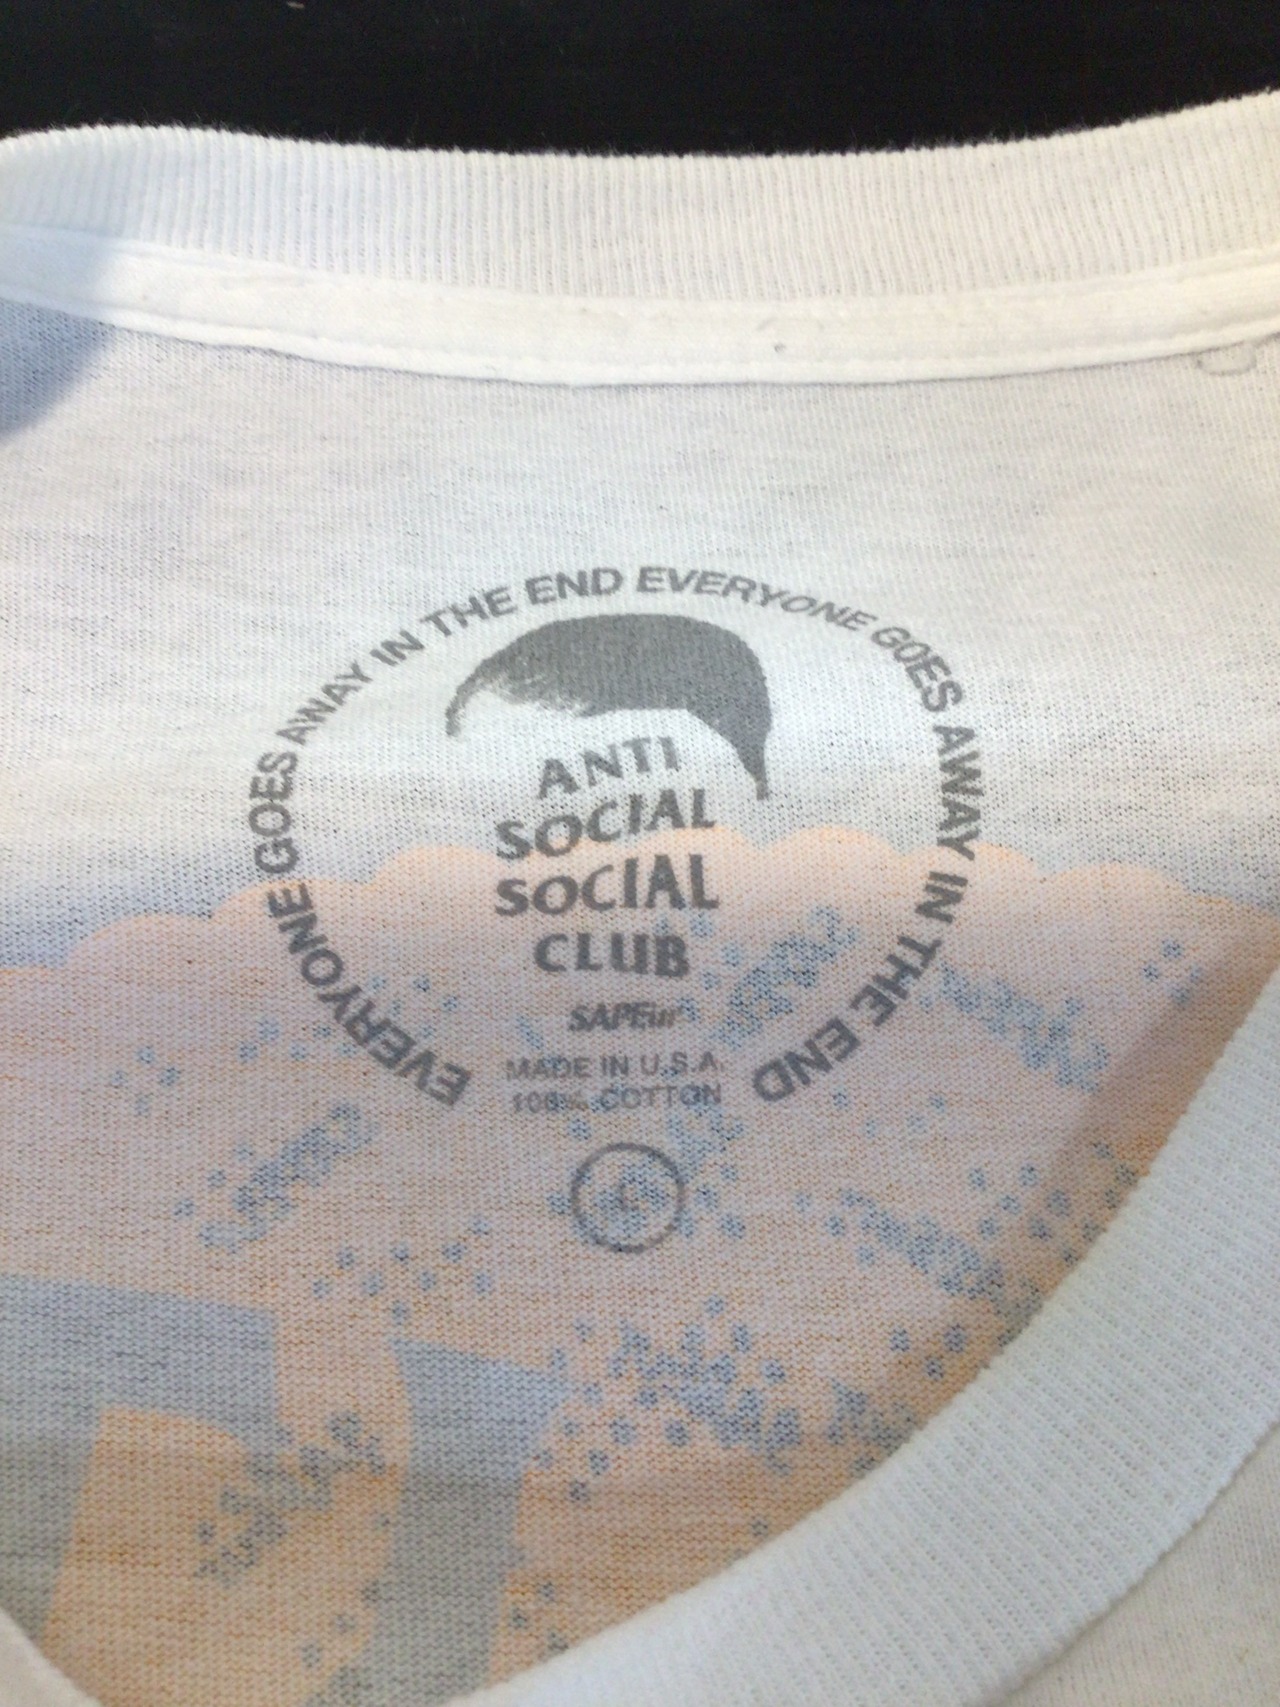 EVERYONE GOES AWAY IN THE END EVERYONE GOES AWAY IN THE END
ANTI
SOCIAL
SOCIAL
CLUB
SAPEur
MADE IN U.S.A.
100% COTTON